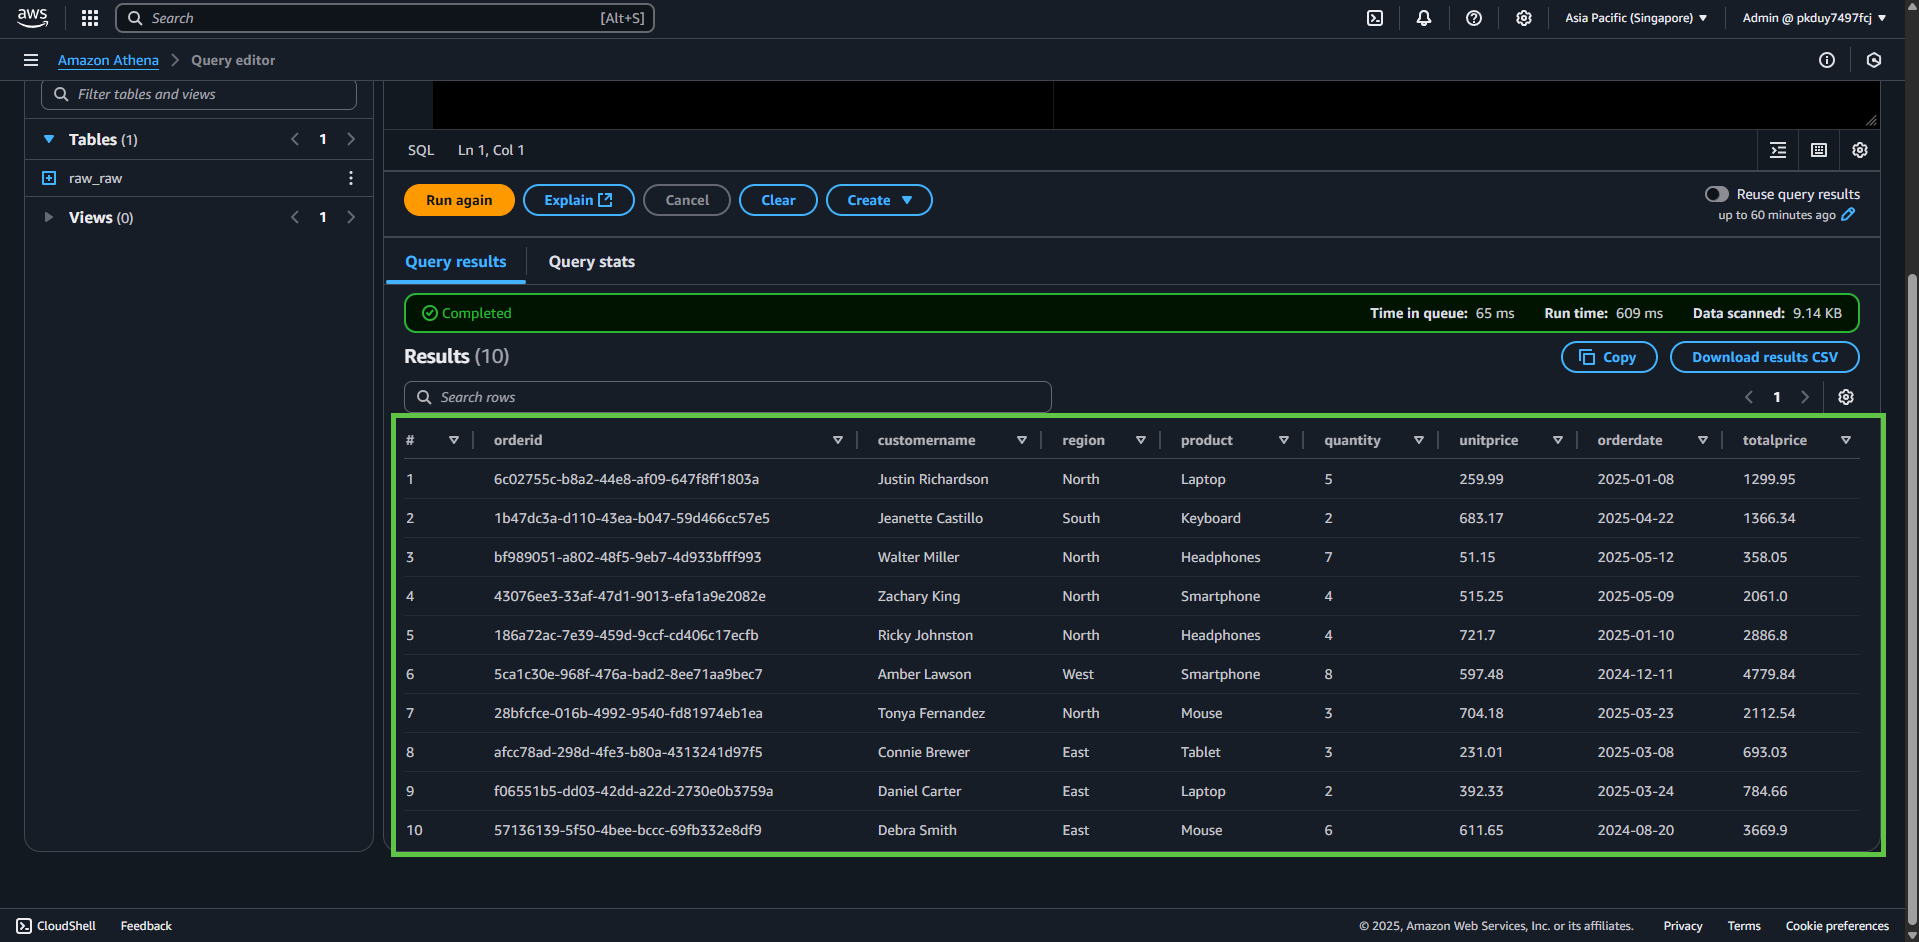 aws Search [Alt+S] Asia Pacific (Singapore) Admin @ pkduy7497fcj
Amazon Athena Query editor
Filter tables and views
Tables (1) 1
raw_raw
Views (0) 1
SQL Ln 1, Col 1
Run again Explain Cancel Clear Create
Reuse query results
up to 60 minutes ago
Query results Query stats
Completed Time in queue: 65 ms Run time: 609 ms Data scanned: 9.14 KB
Results (10) Copy Download results CSV
Search rows 1
# orderid customername region product quantity unitprice orderdate totalprice
1 6c02755c-b8a2-44e8-af09-647f8ff1803a Justin Richardson North Laptop 5 259.99 2025-01-08 1299.95
2 1b47dc3a-d110-43ea-b047-59d466cc57e5 Jeanette Castillo South Keyboard 2 683.17 2025-04-22 1366.34
3 bf989051-a802-48f5-9eb7-4d933bfff993 Walter Miller North Headphones 7 51.15 2025-05-12 358.05
4 43076ee3-33af-47d1-9013-efa1a9e2082e Zachary King North Smartphone 4 515.25 2025-05-09 2061.0
5 186a72ac-7e39-459d-9ccf-cd406c17ecfb Ricky Johnston North Headphones 4 721.7 2025-01-10 2886.8
6 5ca1c30e-968f-476a-bad2-8ee71aa9bec7 Amber Lawson West Smartphone 8 597.48 2024-12-11 4779.84
7 28bfcfce-016b-4992-9540-fd81974eb1ea Tonya Fernandez North Mouse 3 704.18 2025-03-23 2112.54
8 afcc78ad-298d-4fe3-b80a-4313241d97f5 Connie Brewer East Tablet 3 231.01 2025-03-08 693.03
9 f06551b5-dd03-42dd-a22d-2730e0b3759a Daniel Carter East Laptop 2 392.33 2025-03-24 784.66
10 57136139-5f50-4bee-bccc-69fb332e8df9 Debra Smith East Mouse 6 611.65 2024-08-20 3669.9
CloudShell Feedback © 2025, Amazon Web Services, Inc. or its affiliates. Privacy Terms Cookie preferences